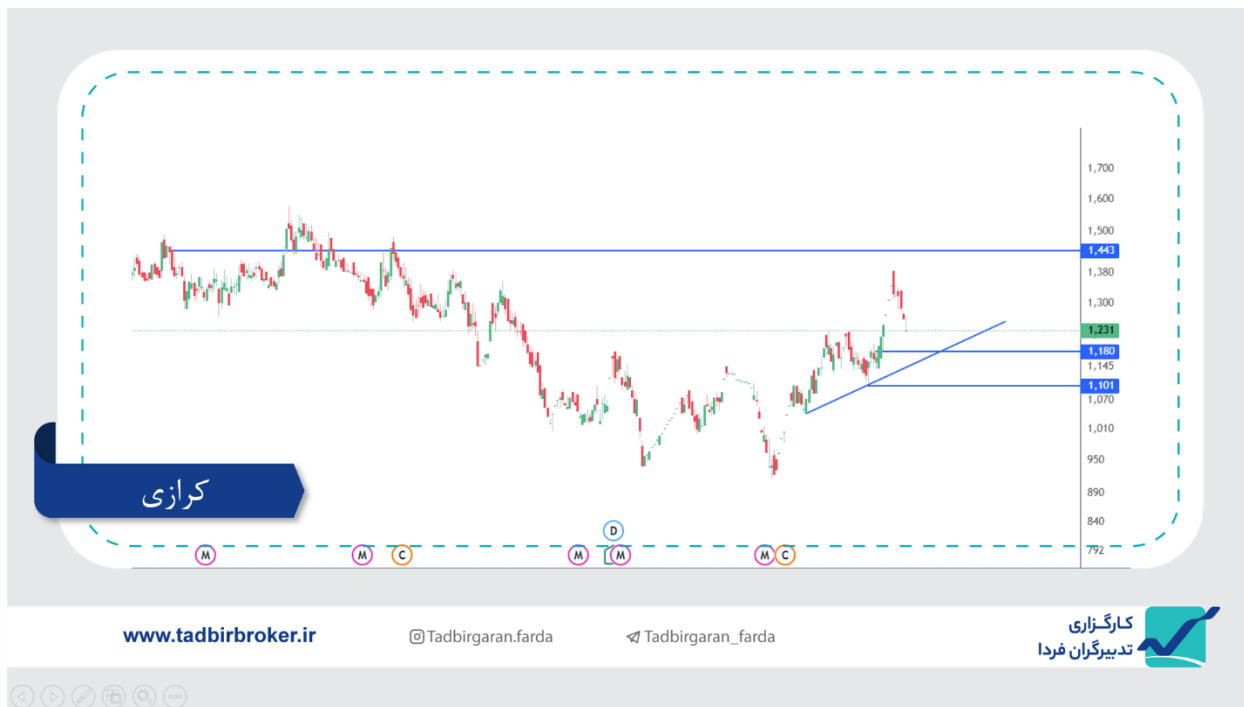 1,700
1,600
1,500
1,443
1,380
1,300
1,231
1,180
1,145
1,101
1,070
1,010
950
890
840
792
کرازی
D
M M C M M M C
www.tadbirbroker.ir
Tadbirgaran.farda
Tadbirgaran_farda
کارگزاری
تدبیرگران فردا